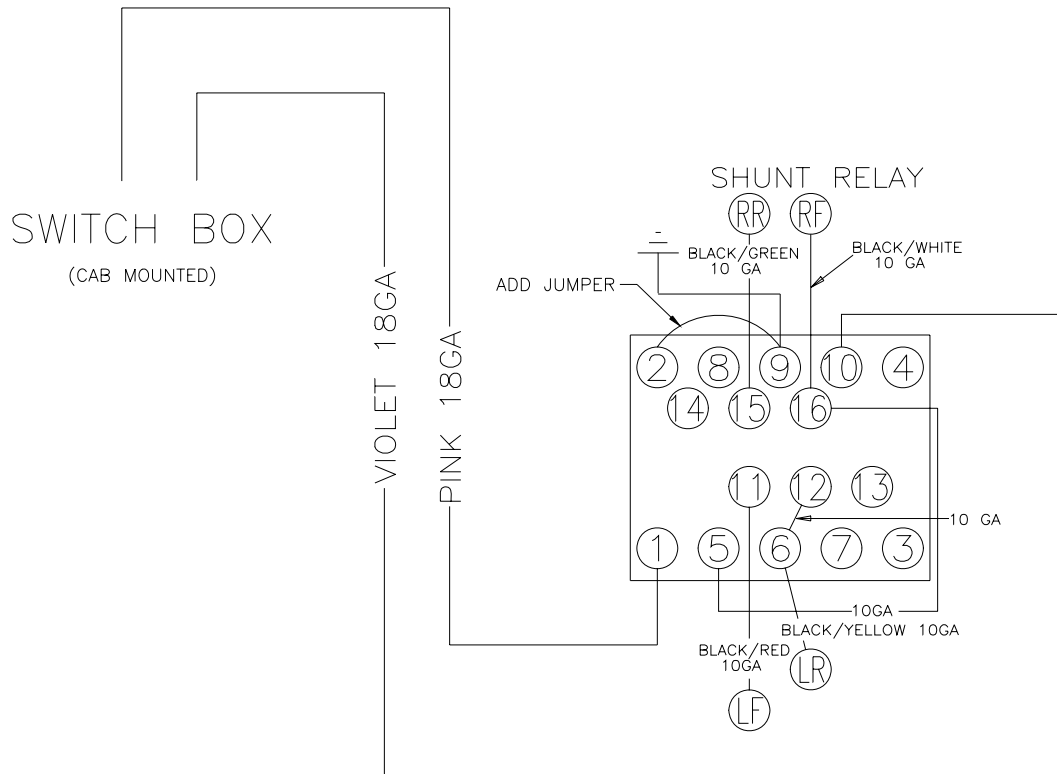 SHUNT RELAY
RR
RF
SWITCH BOX
(CAB MOUNTED)
BLACK/GREEN
10 GA
BLACK/WHITE
10 GA
ADD JUMPER
VIOLET 18GA
PINK 18GA
2
8
9
10
4
14
15
16
11
12
13
10 GA
1
5
6
7
3
10GA
BLACK/YELLOW 10GA
BLACK/RED
10GA
LR
LF